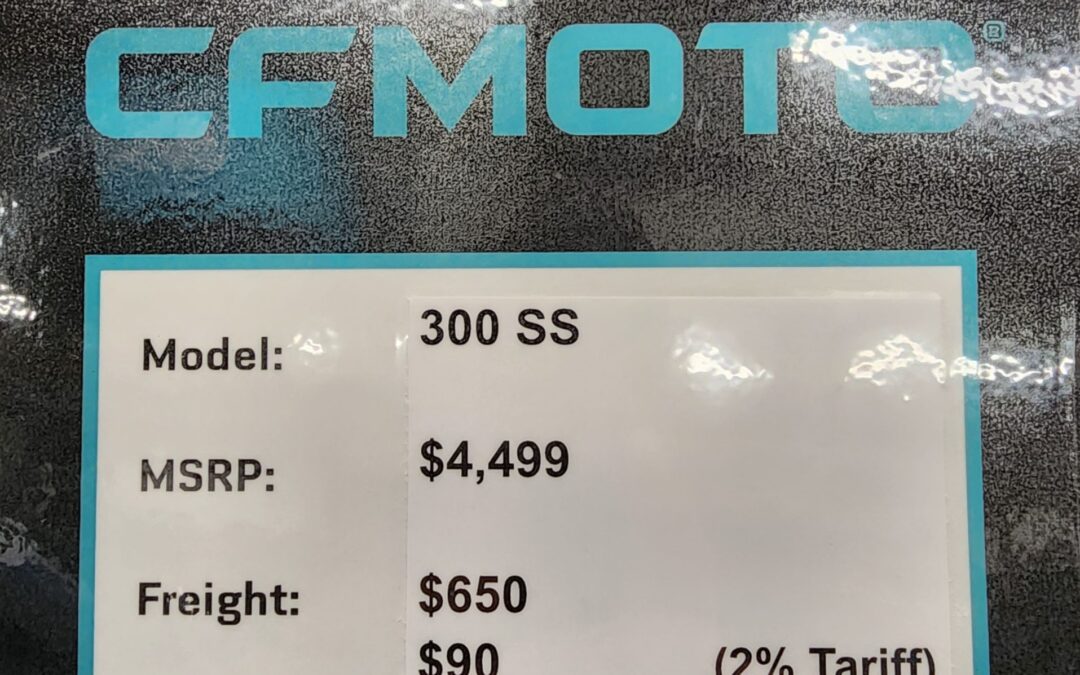 CFMOTO®
Model: 300 SS
MSRP: $4,499
Freight: $650
$90 (2% Tariff)